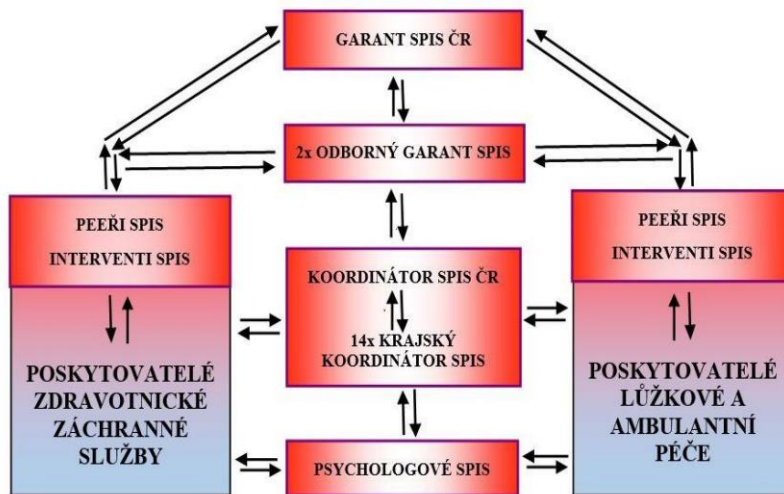 GARANT SPIS ČR
2x ODBORNÝ GARANT SPIS
PEEŘI SPIS
INTERVENTI SPIS
POSKYTOVATELÉ
ZDRAVOTNICKÉ
ZÁCHRANNÉ
SLUŽBY
KOORDINÁTOR SPIS ČR
14x KRAJSKÝ
KOORDINÁTOR SPIS
PSYCHOLOGOVÉ SPIS
PEEŘI SPIS
INTERVENTI SPIS
POSKYTOVATELÉ
LŮŽKOVÉ A
AMBULANTNÍ
PÉČE